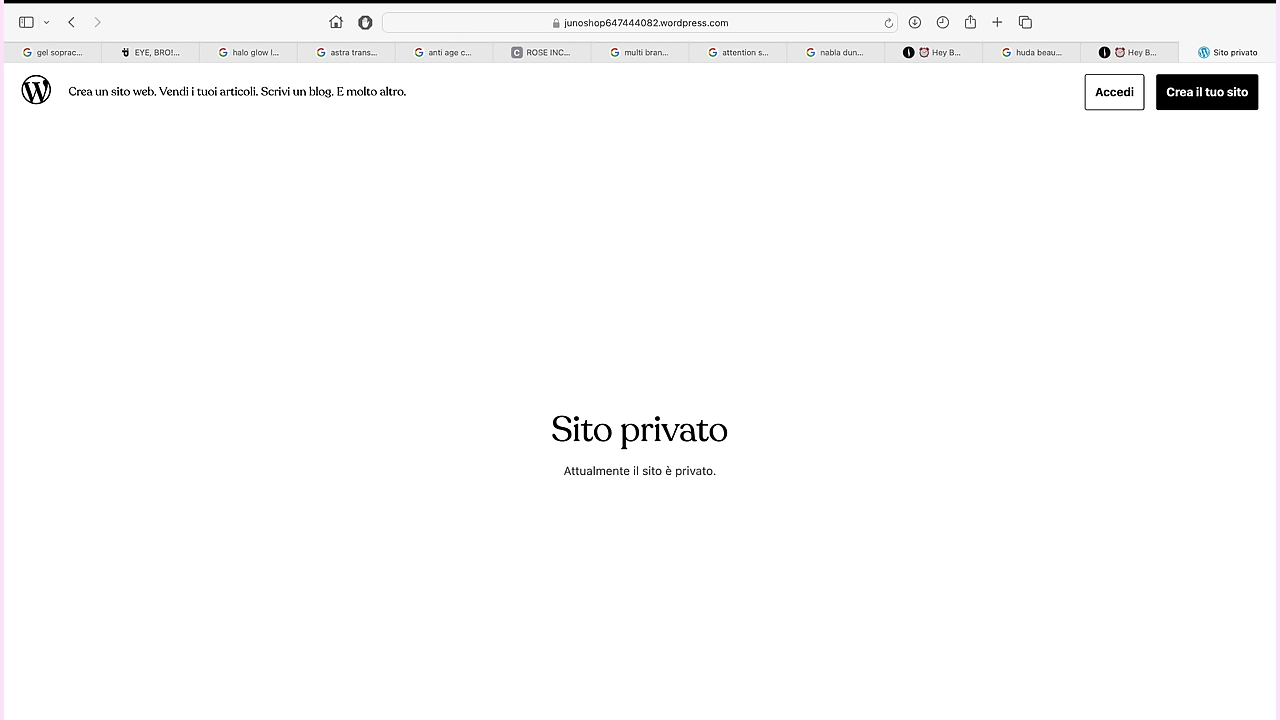 junoshop647444082.wordpress.com
gel soprac...
EYE, BRO!...
halo glow l...
astra trans...
anti age c...
ROSE INC...
multi bran...
attention s...
nabla dun...
Hey B...
huda beau...
Hey B...
Sito privato
Crea un sito web. Vendi i tuoi articoli. Scrivi un blog. E molto altro.
Accedi
Crea il tuo sito
Sito privato
Attualmente il sito è privato.